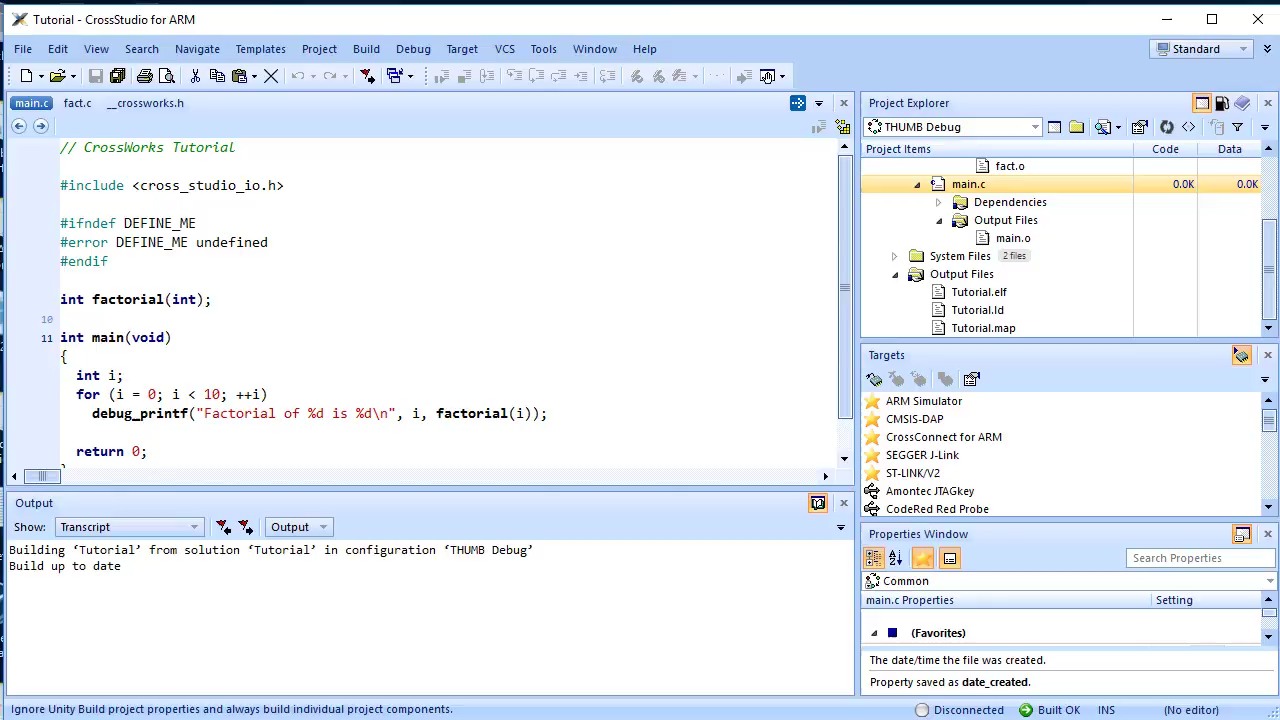 Tutorial - CrossStudio for ARM
File Edit View Search Navigate Templates Project Build Debug Target VCS Tools Window Help
Standard
main.c fact.c __crossworks.h
// CrossWorks Tutorial
#include <cross_studio_io.h>
#ifndef DEFINE_ME
#error DEFINE_ME undefined
#endif
int factorial(int);
10
11 int main(void)
{
int i;
for (i = 0; i < 10; ++i)
debug_printf("Factorial of %d is %d\n", i, factorial(i));
return 0;
}
Output
Show: Transcript Output
Building ‘Tutorial’ from solution ‘Tutorial’ in configuration ‘THUMB Debug’
Build up to date
Project Explorer
THUMB Debug
Project Items Code Data
fact.o
main.c 0.0K 0.0K
Dependencies
Output Files
main.o
System Files 2 files
Output Files
Tutorial.elf
Tutorial.ld
Tutorial.map
Targets
ARM Simulator
CMSIS-DAP
CrossConnect for ARM
SEGGER J-Link
ST-LINK/V2
Amontec JTAGkey
CodeRed Red Probe
Properties Window
Search Properties
Common
main.c Properties Setting
(Favorites)
The date/time the file was created.
Property saved as date_created.
Ignore Unity Build project properties and always build individual project components.
Disconnected Built OK INS (No editor)